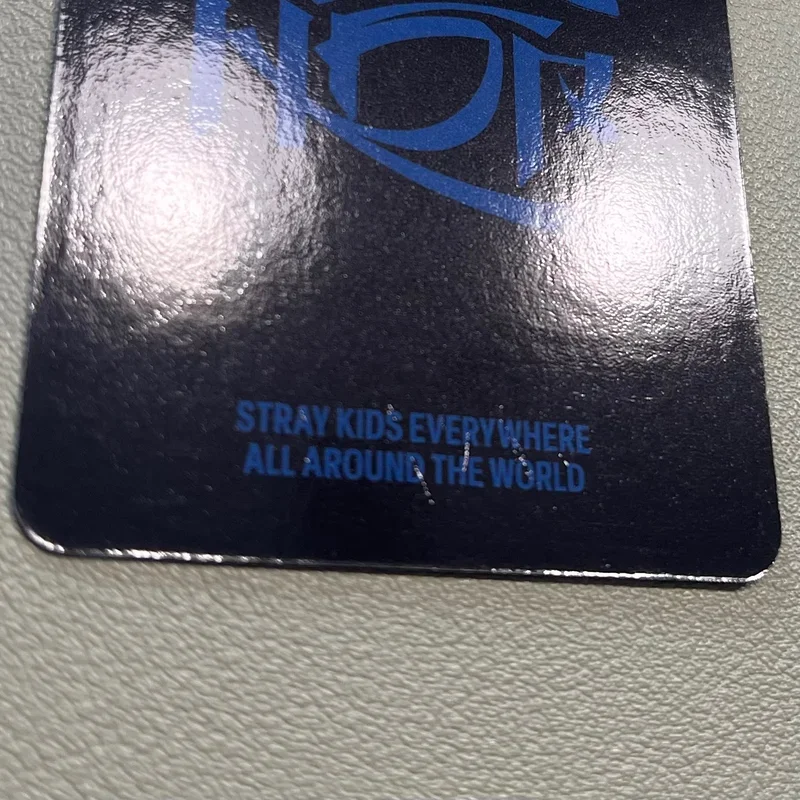 STRAY KIDS EVERYWHERE
ALL AROUND THE WORLD